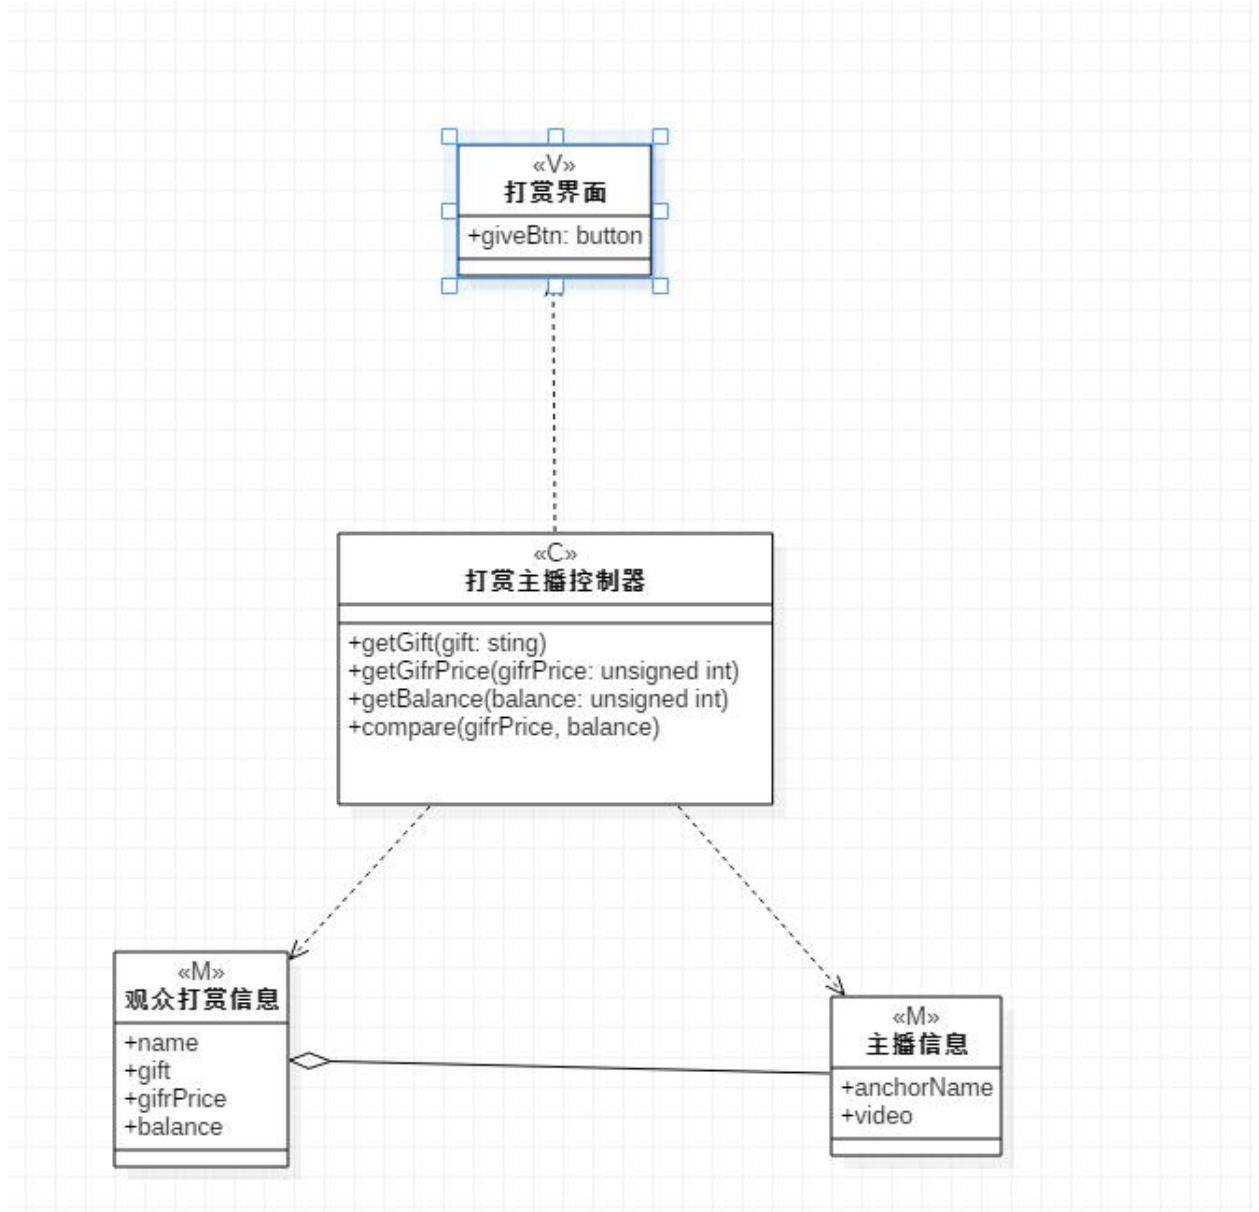 «V»
打赏界面
+giveBtn: button
«C»
打赏主播控制器
+getGift(gift: sting)
+getGifrPrice(gifrPrice: unsigned int)
+getBalance(balance: unsigned int)
+compare(gifrPrice, balance)
«M»
观众打赏信息
+name
+gift
+gifrPrice
+balance
«M»
主播信息
+anchorName
+video